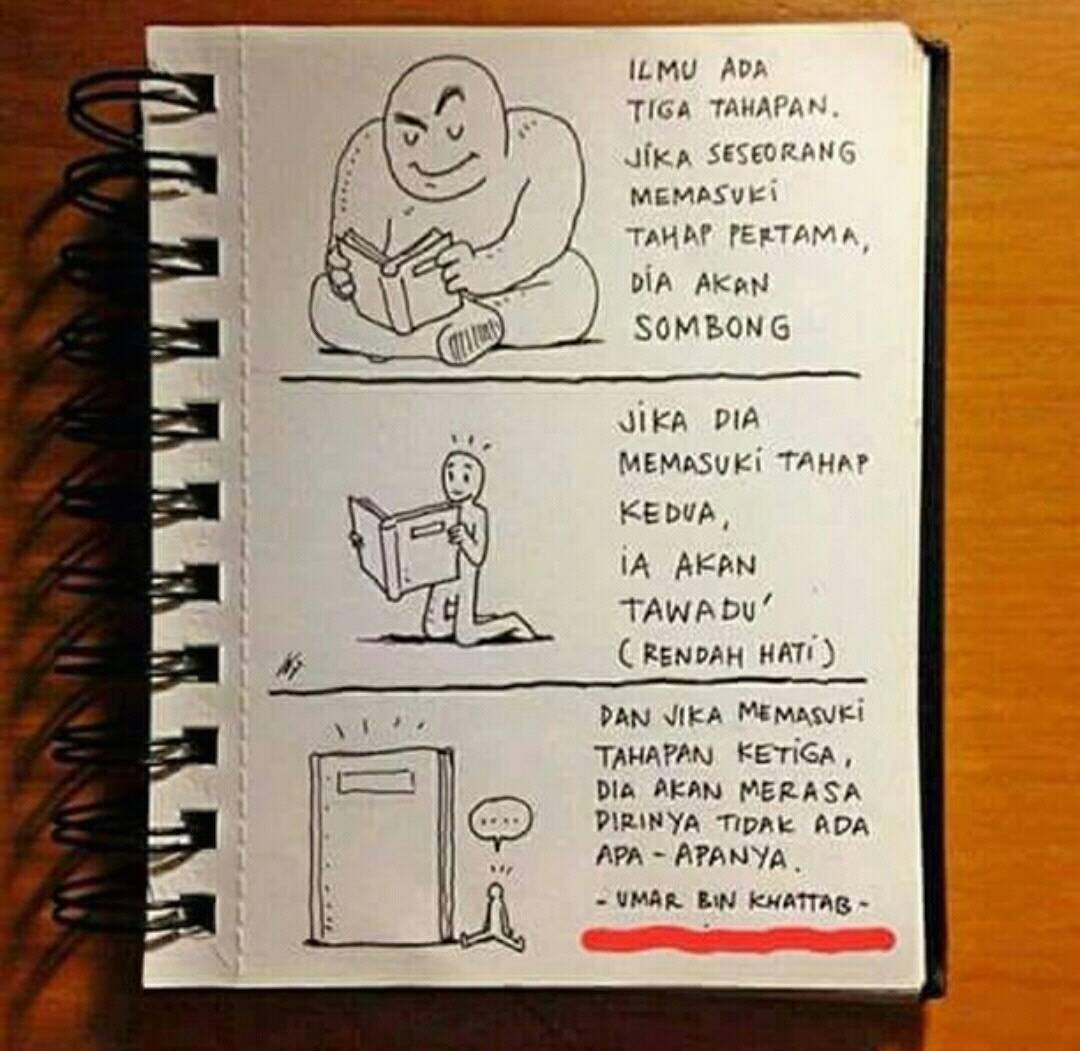 ILMU ADA
TIGA TAHAPAN.
JIKA SESEORANG
MEMASUKI
TAHAP PERTAMA,
DIA AKAN
SOMBONG
JIKA DIA
MEMASUKI TAHAP
KEDUA,
IA AKAN
TAWADU'
(RENDAH HATI)
DAN JIKA MEMASUKI
TAHAPAN KETIGA,
DIA AKAN MERASA
DIRINYA TIDAK ADA
APA-APANYA.
- UMAR BIN KHATTAB -